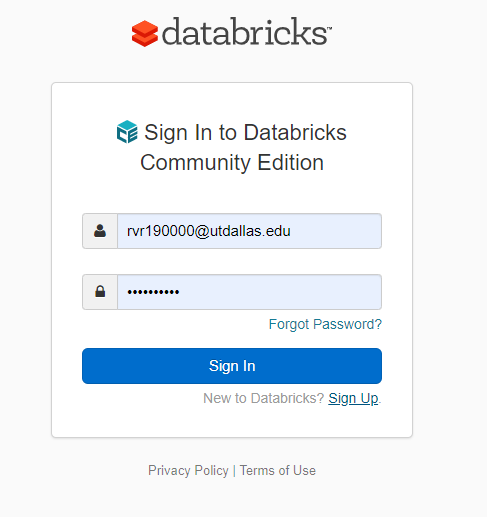 databricks™
Sign In to Databricks
Community Edition
rvr190000@utdallas.edu
••••••••••
Forgot Password?
Sign In
New to Databricks? Sign Up.
Privacy Policy | Terms of Use